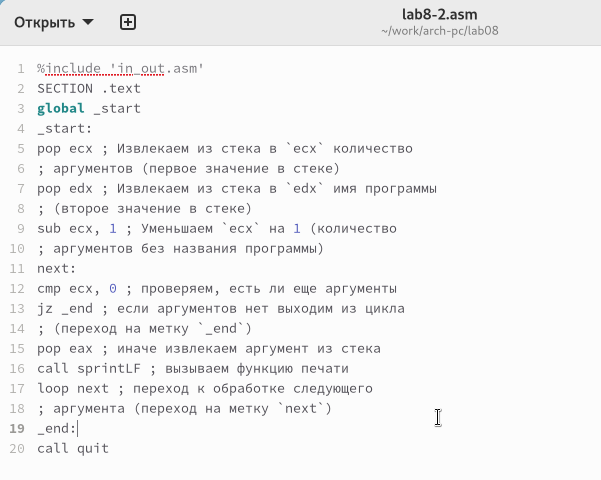 Открыть
lab8-2.asm
~/work/arch-pc/lab08
1 %include 'in_out.asm'
2 SECTION .text
3 global _start
4 _start:
5 pop ecx ; Извлекаем из стека в `ecx` количество
6 ; аргументов (первое значение в стеке)
7 pop edx ; Извлекаем из стека в `edx` имя программы
8 ; (второе значение в стеке)
9 sub ecx, 1 ; Уменьшаем `ecx` на 1 (количество
10 ; аргументов без названия программы)
11 next:
12 cmp ecx, 0 ; проверяем, есть ли еще аргументы
13 jz _end ; если аргументов нет выходим из цикла
14 ; (переход на метку `_end`)
15 pop eax ; иначе извлекаем аргумент из стека
16 call sprintLF ; вызываем функцию печати
17 loop next ; переход к обработке следующего
18 ; аргумента (переход на метку `next`)
19 _end:
20 call quit